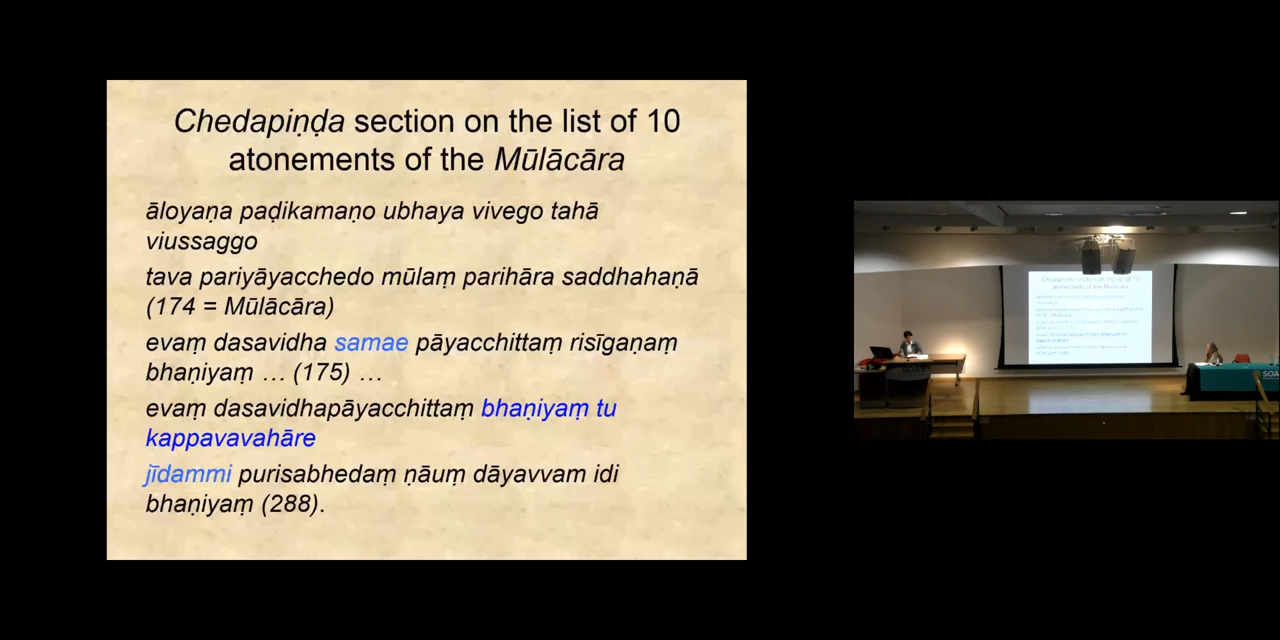 Chedapiṇḍa section on the list of 10
atonements of the Mūlācāra
āloyaṇa paḍikamaṇo ubhaya vivego tahā
viussaggo
tava pariyāyacchedo mūlaṃ parihāra saddhahaṇā
(174 = Mūlācāra)
evaṃ dasavidha samae pāyacchittaṃ risīgaṇaṃ
bhaṇiyaṃ … (175) …
evaṃ dasavidhapāyacchittaṃ bhaṇiyaṃ tu
kappavavahāre
jīdammi purisabhedaṃ ṇāuṃ dāyavvam idi
bhaṇiyaṃ (288).
SOA